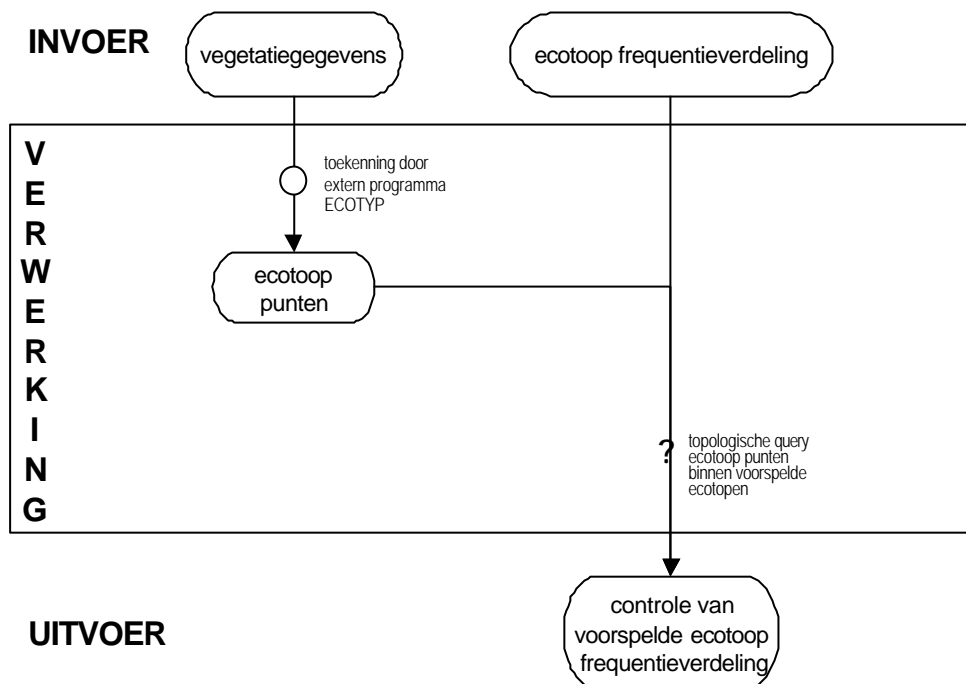 INVOER
vegetatiegegevens
ecotoop frequentieverdeling
VERWERKING
toekenning door
extern programma
ECOTYP
ecotoop
punten
?
topologische query
ecotoop punten
binnen voorspelde
ecotopen
UITVOER
controle van
voorspelde ecotoop
frequentieverdeling